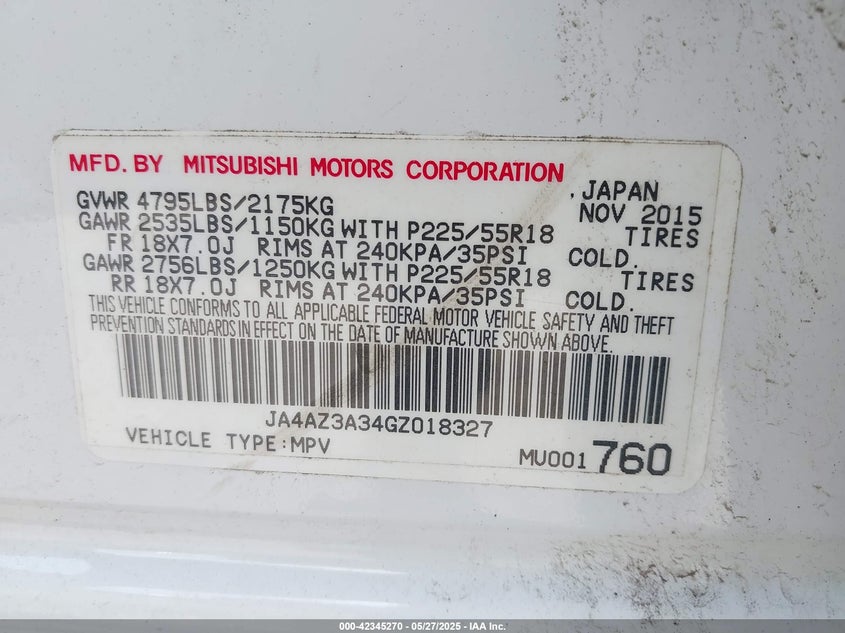 MFD. BY MITSUBISHI MOTORS CORPORATION
. JAPAN
GVWR 4795LBS/2175KG NOV 2015
GAWR 2535LBS/1150KG WITH P225/55R18 TIRES
FR 18X7.0J RIMS AT 240KPA/35PSI COLD.
GAWR 2756LBS/1250KG WITH P225/55R18 TIRES
RR 18X7.0J RIMS AT 240KPA/35PSI COLD.
THIS VEHICLE CONFORMS TO ALL APPLICABLE FEDERAL MOTOR VEHICLE SAFETY AND THEFT
PREVENTION STANDARDS IN EFFECT ON THE DATE OF MANUFACTURE SHOWN ABOVE.
JA4AZ3A34GZ018327
VEHICLE TYPE:MPV MU001 760
000-42345270 - 05/27/2025 - IAA Inc.